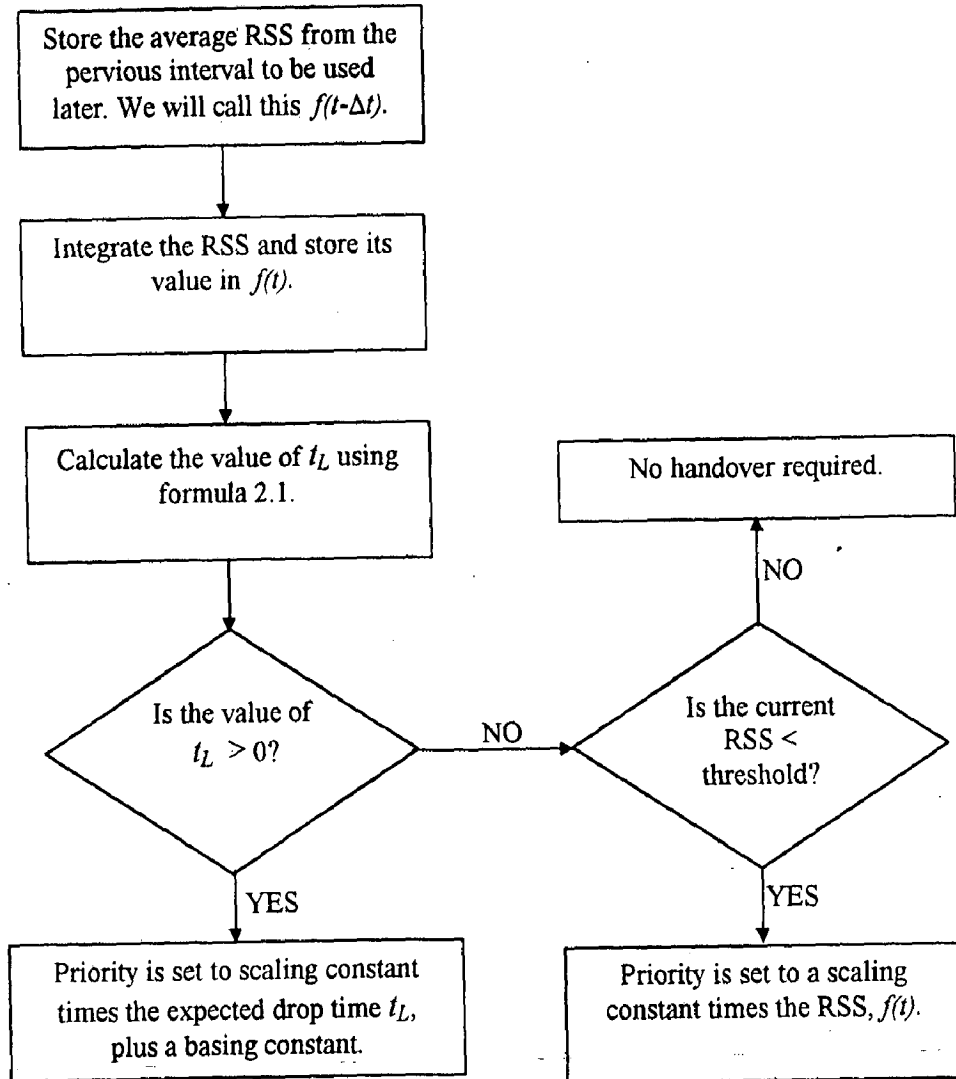 Store the average RSS from the
pervious interval to be used
later. We will call this f(t-Δt).
Integrate the RSS and store its
value in f(t).
Calculate the value of t_L using
formula 2.1.
No handover required.
NO
Is the value of
t_L > 0?
NO
Is the current
RSS <
threshold?
YES
YES
Priority is set to scaling constant
times the expected drop time t_L,
plus a basing constant.
Priority is set to a scaling
constant times the RSS, f(t).